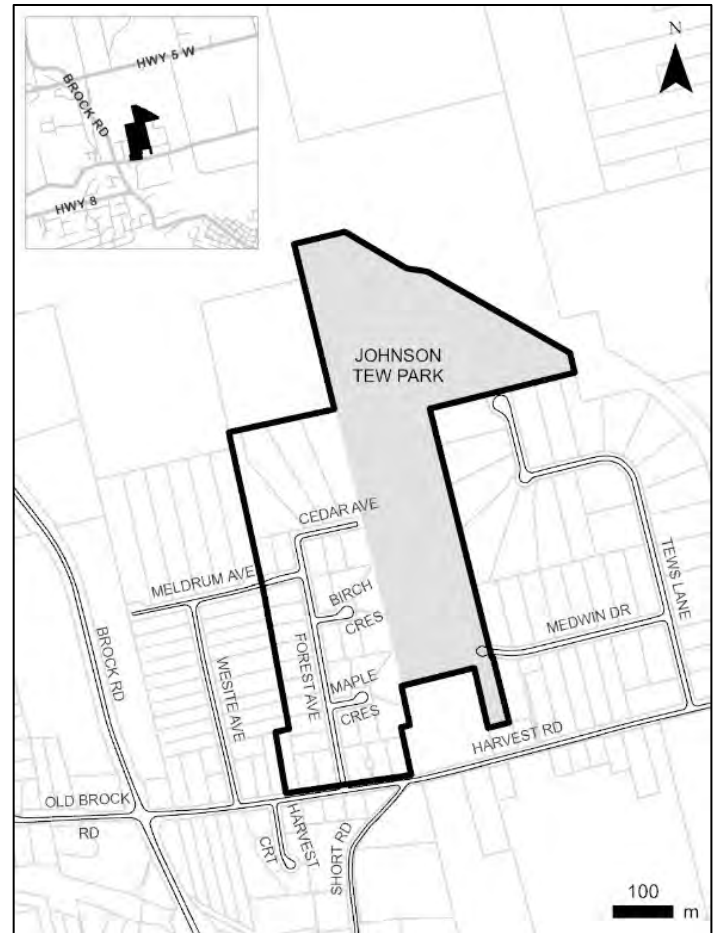 HWY 5 W
BROCK RD
HWY 8
N
JOHNSON
TEW PARK
CEDAR AVE
MELDRUM AVE
BIRCH
CRES
FOREST AVE
MAPLE
CRES
WESITE AVE
BROCK RD
MEDWIN DR
TEWS LANE
HARVEST RD
OLD BROCK
RD
HARVEST
CRT
SHORT RD
100
m